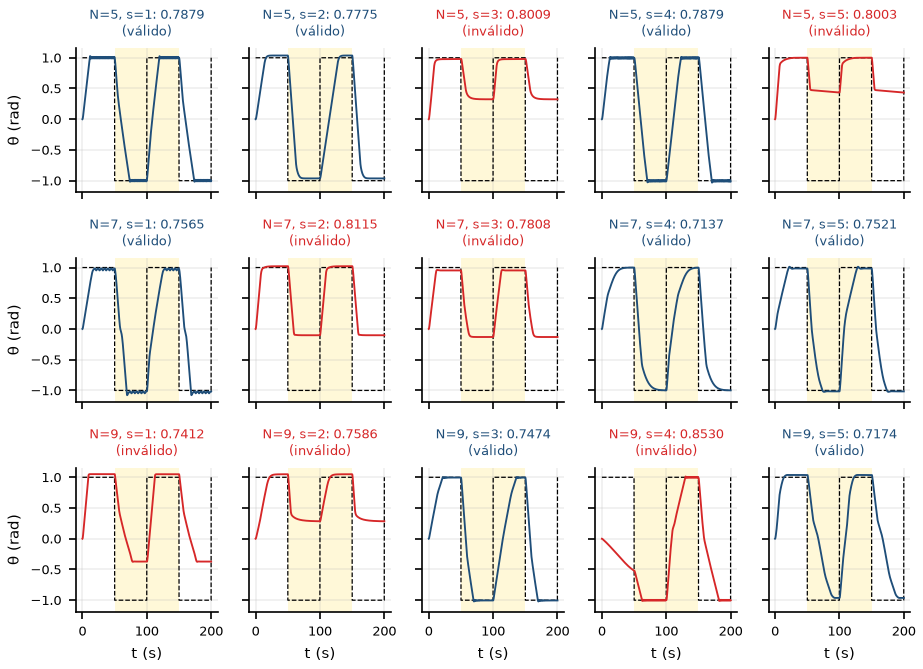 N=5, s=1: 0.7879
(válido)
N=5, s=2: 0.7775
(válido)
N=5, s=3: 0.8009
(inválido)
N=5, s=4: 0.7879
(válido)
N=5, s=5: 0.8003
(inválido)
1.0
0.5
0.0
−0.5
−1.0
θ (rad)
N=7, s=1: 0.7565
(válido)
N=7, s=2: 0.8115
(inválido)
N=7, s=3: 0.7808
(inválido)
N=7, s=4: 0.7137
(válido)
N=7, s=5: 0.7521
(válido)
1.0
0.5
0.0
−0.5
−1.0
θ (rad)
N=9, s=1: 0.7412
(inválido)
N=9, s=2: 0.7586
(inválido)
N=9, s=3: 0.7474
(válido)
N=9, s=4: 0.8530
(inválido)
N=9, s=5: 0.7174
(válido)
1.0
0.5
0.0
−0.5
−1.0
θ (rad)
0 100 200
0 100 200
0 100 200
0 100 200
0 100 200
t (s)
t (s)
t (s)
t (s)
t (s)